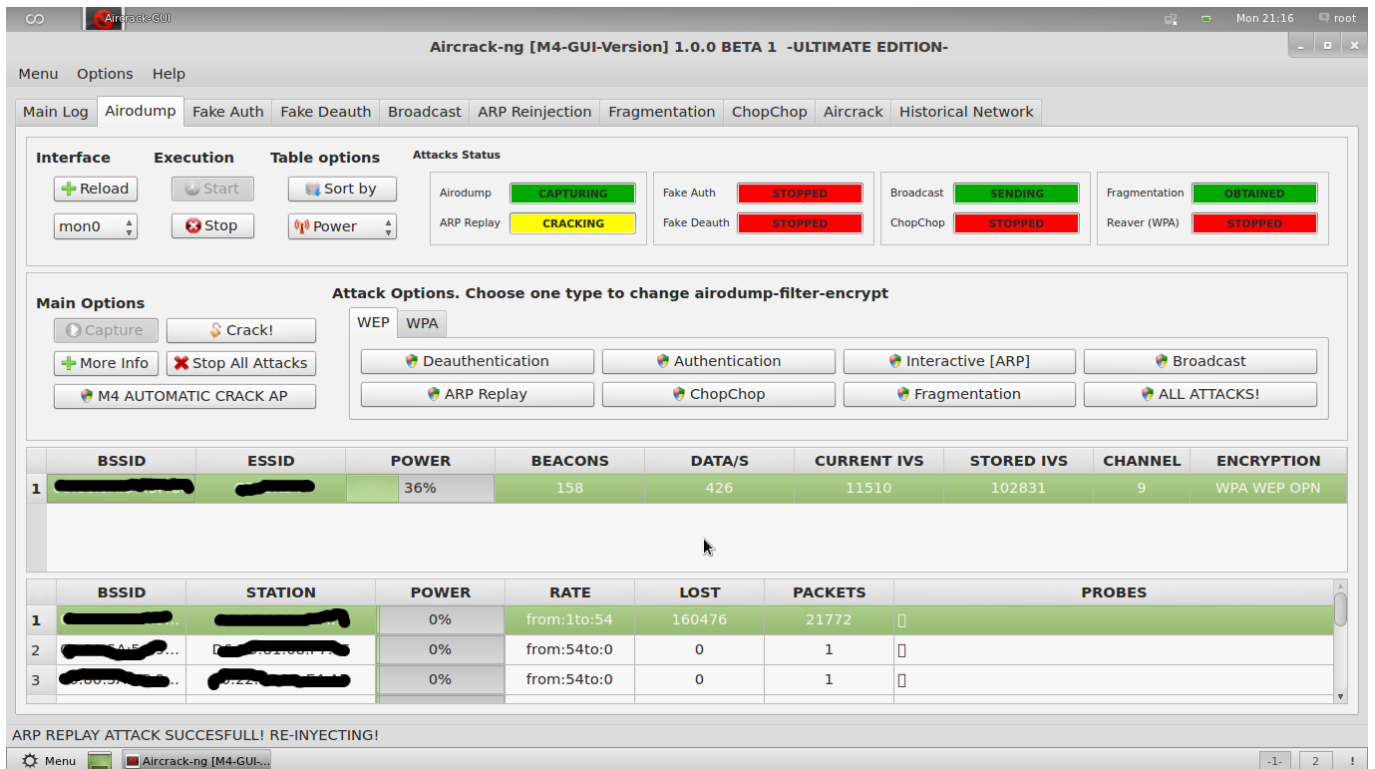 Aircrack-GUI Mon 21:16 root
Aircrack-ng [M4-GUI-Version] 1.0.0 BETA 1 -ULTIMATE EDITION-
Menu Options Help
Main Log Airodump Fake Auth Fake Deauth Broadcast ARP Reinjection Fragmentation ChopChop Aircrack Historical Network
Interface Execution Table options Attacks Status
Reload Start Sort by
Airodump CAPTURING Fake Auth STOPPED Broadcast SENDING Fragmentation OBTAINED
mon0 Stop Power
ARP Replay CRACKING Fake Deauth STOPPED ChopChop STOPPED Reaver (WPA) STOPPED
Main Options
Attack Options. Choose one type to change airodump-filter-encrypt
Capture Crack!
WEP WPA
More Info Stop All Attacks
Deauthentication Authentication Interactive [ARP] Broadcast
M4 AUTOMATIC CRACK AP
ARP Replay ChopChop Fragmentation ALL ATTACKS!
BSSID ESSID POWER BEACONS DATA/S CURRENT IVS STORED IVS CHANNEL ENCRYPTION
1 36% 158 426 11510 102831 9 WPA WEP OPN
BSSID STATION POWER RATE LOST PACKETS PROBES
1 0% from:1to:54 160476 21772
2 0% from:54to:0 0 1
3 0% from:54to:0 0 1
ARP REPLAY ATTACK SUCCESFULL! RE-INYECTING!
Menu Aircrack-ng [M4-GUI-... -1- 2 !